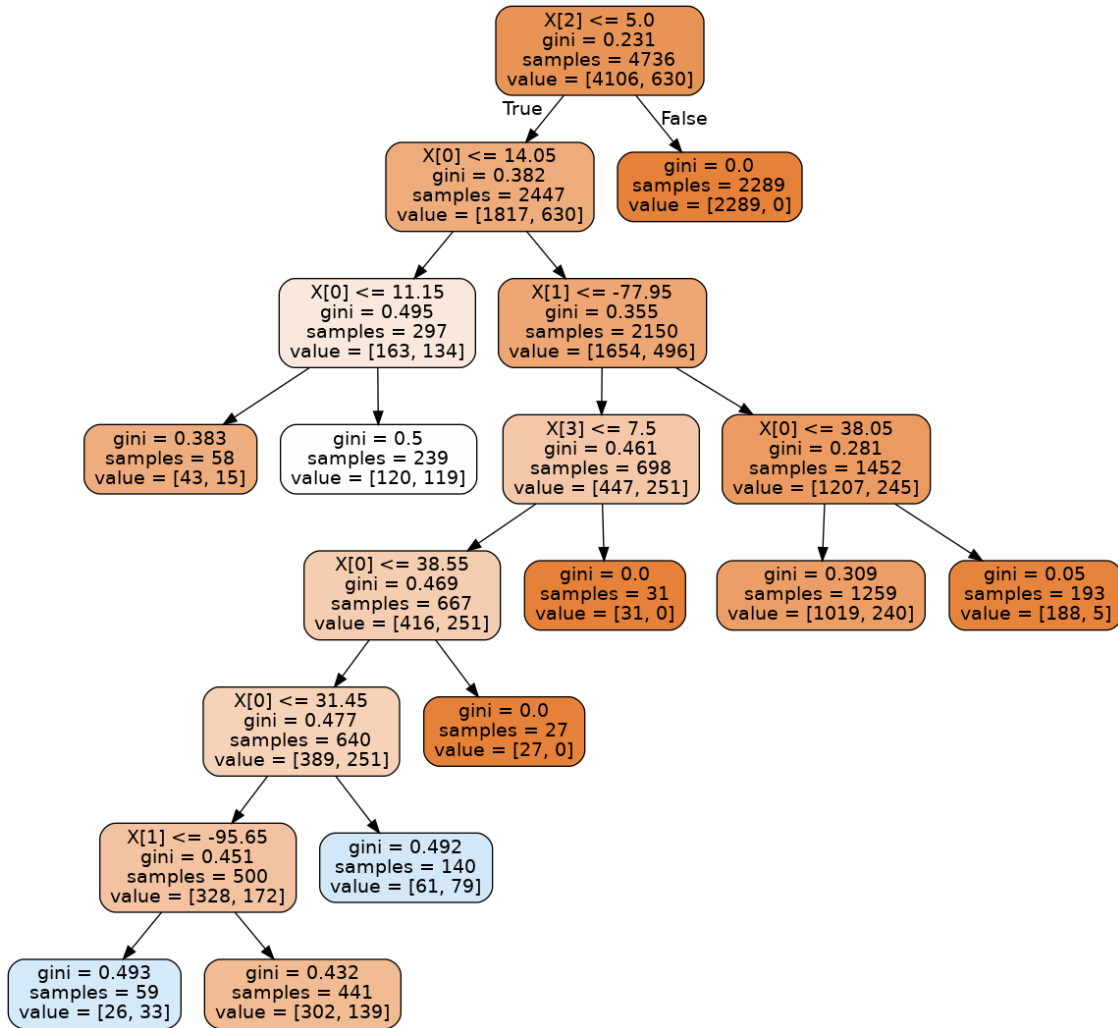 X[2] <= 5.0
gini = 0.231
samples = 4736
value = [4106, 630]
True
False
X[0] <= 14.05
gini = 0.382
samples = 2447
value = [1817, 630]
gini = 0.0
samples = 2289
value = [2289, 0]
X[0] <= 11.15
gini = 0.495
samples = 297
value = [163, 134]
X[1] <= -77.95
gini = 0.355
samples = 2150
value = [1654, 496]
gini = 0.383
samples = 58
value = [43, 15]
gini = 0.5
samples = 239
value = [120, 119]
X[3] <= 7.5
gini = 0.461
samples = 698
value = [447, 251]
X[0] <= 38.05
gini = 0.281
samples = 1452
value = [1207, 245]
X[0] <= 38.55
gini = 0.469
samples = 667
value = [416, 251]
gini = 0.0
samples = 31
value = [31, 0]
gini = 0.309
samples = 1259
value = [1019, 240]
gini = 0.05
samples = 193
value = [188, 5]
X[0] <= 31.45
gini = 0.477
samples = 640
value = [389, 251]
gini = 0.0
samples = 27
value = [27, 0]
X[1] <= -95.65
gini = 0.451
samples = 500
value = [328, 172]
gini = 0.492
samples = 140
value = [61, 79]
gini = 0.493
samples = 59
value = [26, 33]
gini = 0.432
samples = 441
value = [302, 139]